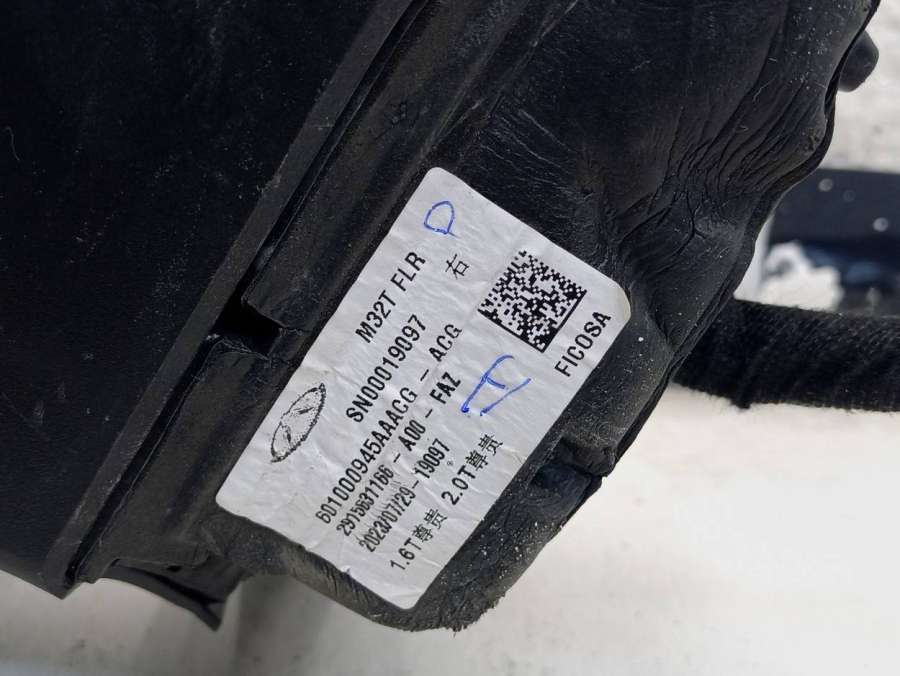 M32T FLR 右
SN00019097
601000945AAACG - ACG
2915631166 - A00 - FAZ
2023/07/29-19097
1.6T尊贵 2.0T尊贵
FICOSA